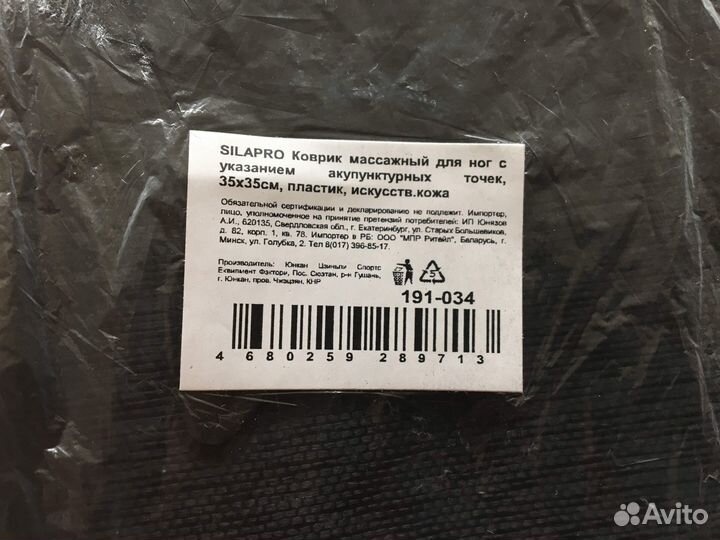 SILAPRO Коврик массажный для ног с
указанием акупунктурных точек,
35х35см, пластик, искусств.кожа
Обязательной сертификации и декларированию не подлежит. Импортер,
лицо, уполномоченное на принятие претензий потребителей: ИП Юнязов
А.И., 620135, Свердловская обл., г. Екатеринбург, ул. Старых Большевиков,
д. 82, корп. 1, кв. 78. Импортер в РБ: ООО "МПР Ритейл", Беларусь, г.
Минск, ул. Голубка, 2. Тел 8(017) 396-85-17.
Производитель: Юнкан Цзиньли Спортс
Еквипмент Фэктори, Пос. Сюэтан, р-н Гушань,
г. Юнкан, пров. Чжэцзян, КНР
5
191-034
4 680259 289713
Avito